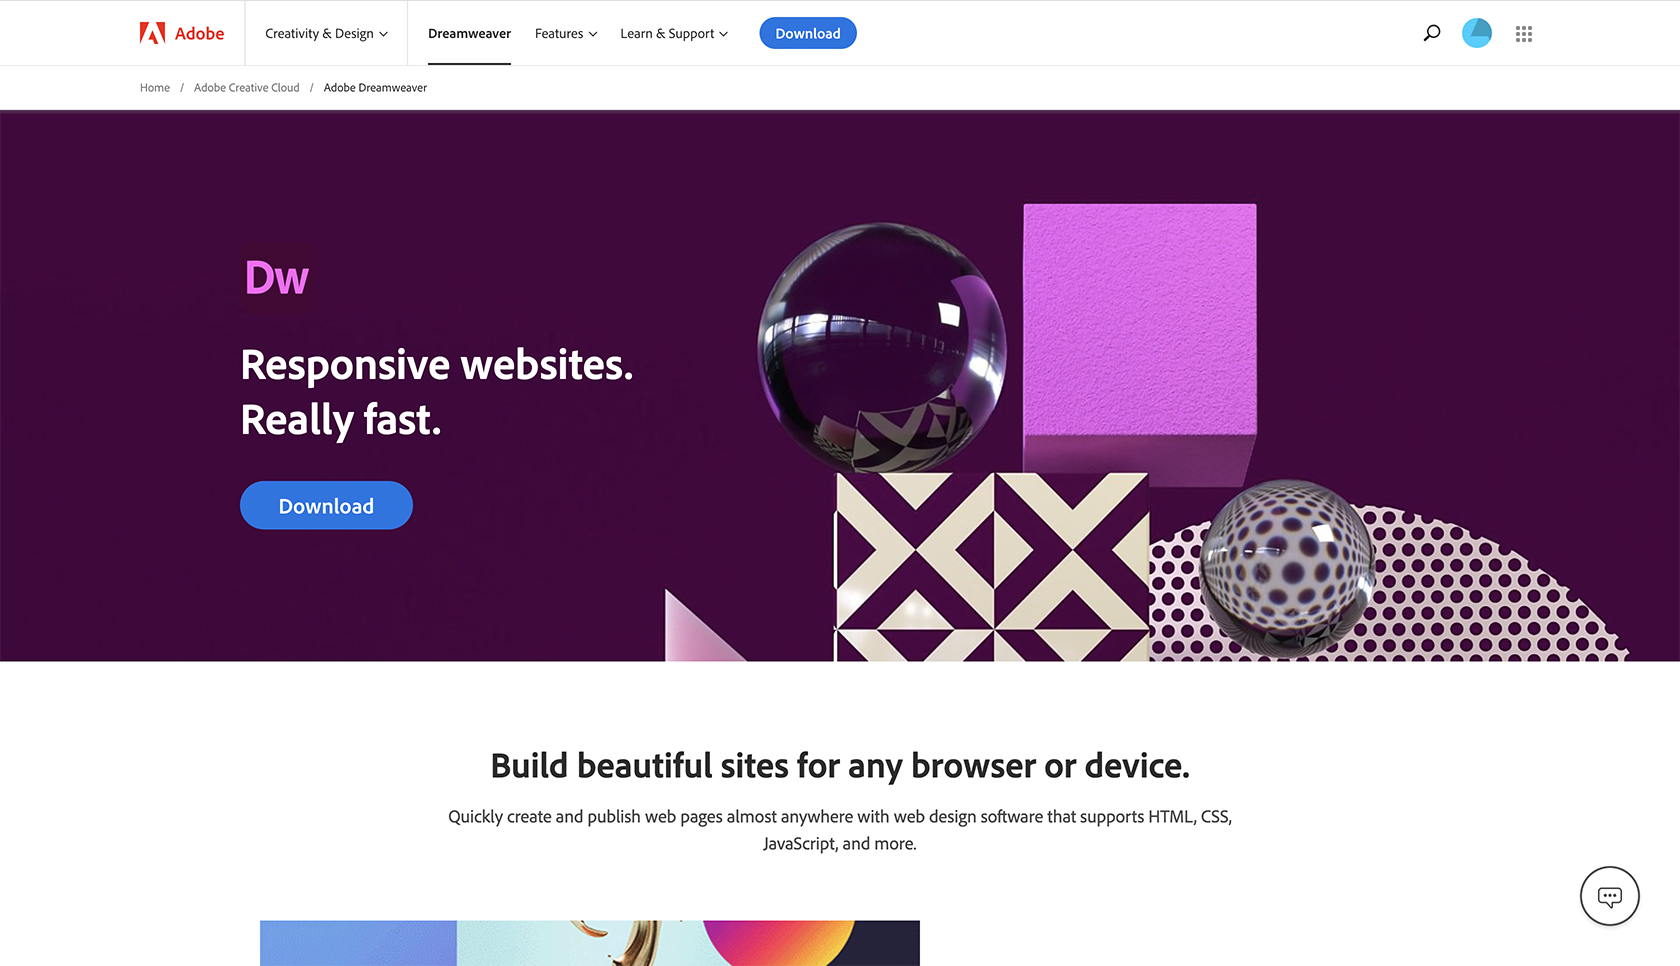 Adobe
Creativity & Design
Dreamweaver
Features
Learn & Support
Download
Home / Adobe Creative Cloud / Adobe Dreamweaver
Dw
Responsive websites.
Really fast.
Download
Build beautiful sites for any browser or device.
Quickly create and publish web pages almost anywhere with web design software that supports HTML, CSS,
JavaScript, and more.